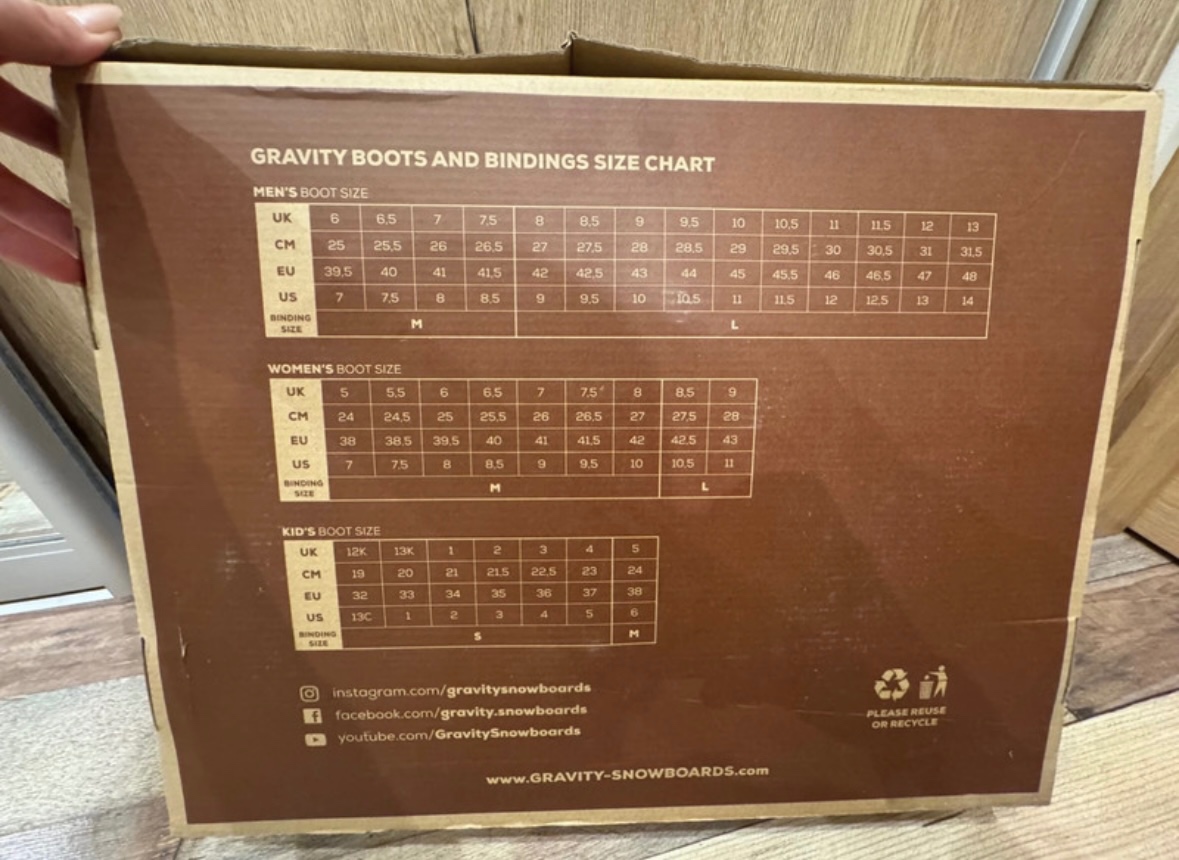 GRAVITY BOOTS AND BINDINGS SIZE CHART
MEN'S BOOT SIZE
UK 6 6,5 7 7,5 8 8,5 9 9,5 10 10,5 11 11,5 12 13
CM 25 25,5 26 26,5 27 27,5 28 28,5 29 29,5 30 30,5 31 31,5
EU 39,5 40 41 41,5 42 42,5 43 44 45 45,5 46 46,5 47 48
US 7 7,5 8 8,5 9 9,5 10 10,5 11 11,5 12 12,5 13 14
BINDING
SIZE M L
WOMEN'S BOOT SIZE
UK 5 5,5 6 6,5 7 7,5 8 8,5 9
CM 24 24,5 25 25,5 26 26,5 27 27,5 28
EU 38 38,5 39,5 40 41 41,5 42 42,5 43
US 7 7,5 8 8,5 9 9,5 10 10,5 11
BINDING
SIZE M L
KID'S BOOT SIZE
UK 12K 13K 1 2 3 4 5
CM 19 20 21 21,5 22,5 23 24
EU 32 33 34 35 36 37 38
US 13C 1 2 3 4 5 6
BINDING
SIZE S M
instagram.com/gravitysnowboards
facebook.com/gravity.snowboards
youtube.com/GravitySnowboards
PLEASE REUSE
OR RECYCLE
www.GRAVITY-SNOWBOARDS.com